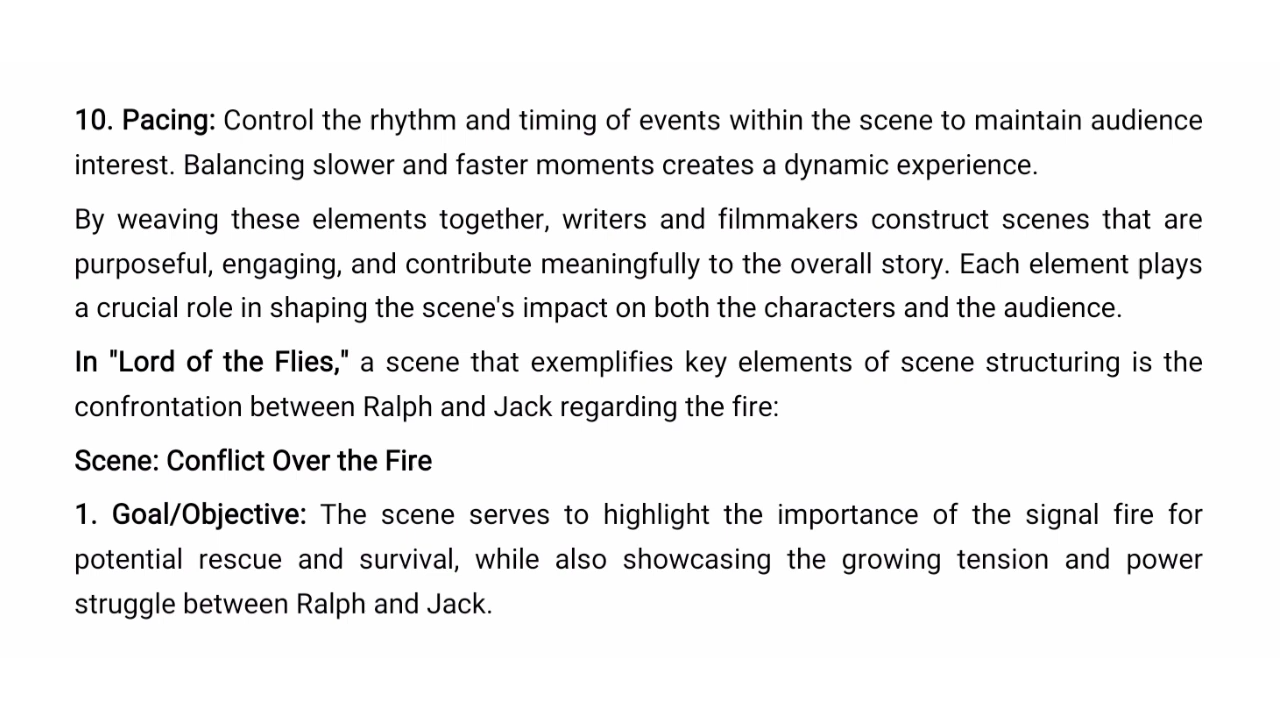 10. Pacing: Control the rhythm and timing of events within the scene to maintain audience
interest. Balancing slower and faster moments creates a dynamic experience.
By weaving these elements together, writers and filmmakers construct scenes that are
purposeful, engaging, and contribute meaningfully to the overall story. Each element plays
a crucial role in shaping the scene's impact on both the characters and the audience.
In "Lord of the Flies," a scene that exemplifies key elements of scene structuring is the
confrontation between Ralph and Jack regarding the fire:
Scene: Conflict Over the Fire
1. Goal/Objective: The scene serves to highlight the importance of the signal fire for
potential rescue and survival, while also showcasing the growing tension and power
struggle between Ralph and Jack.